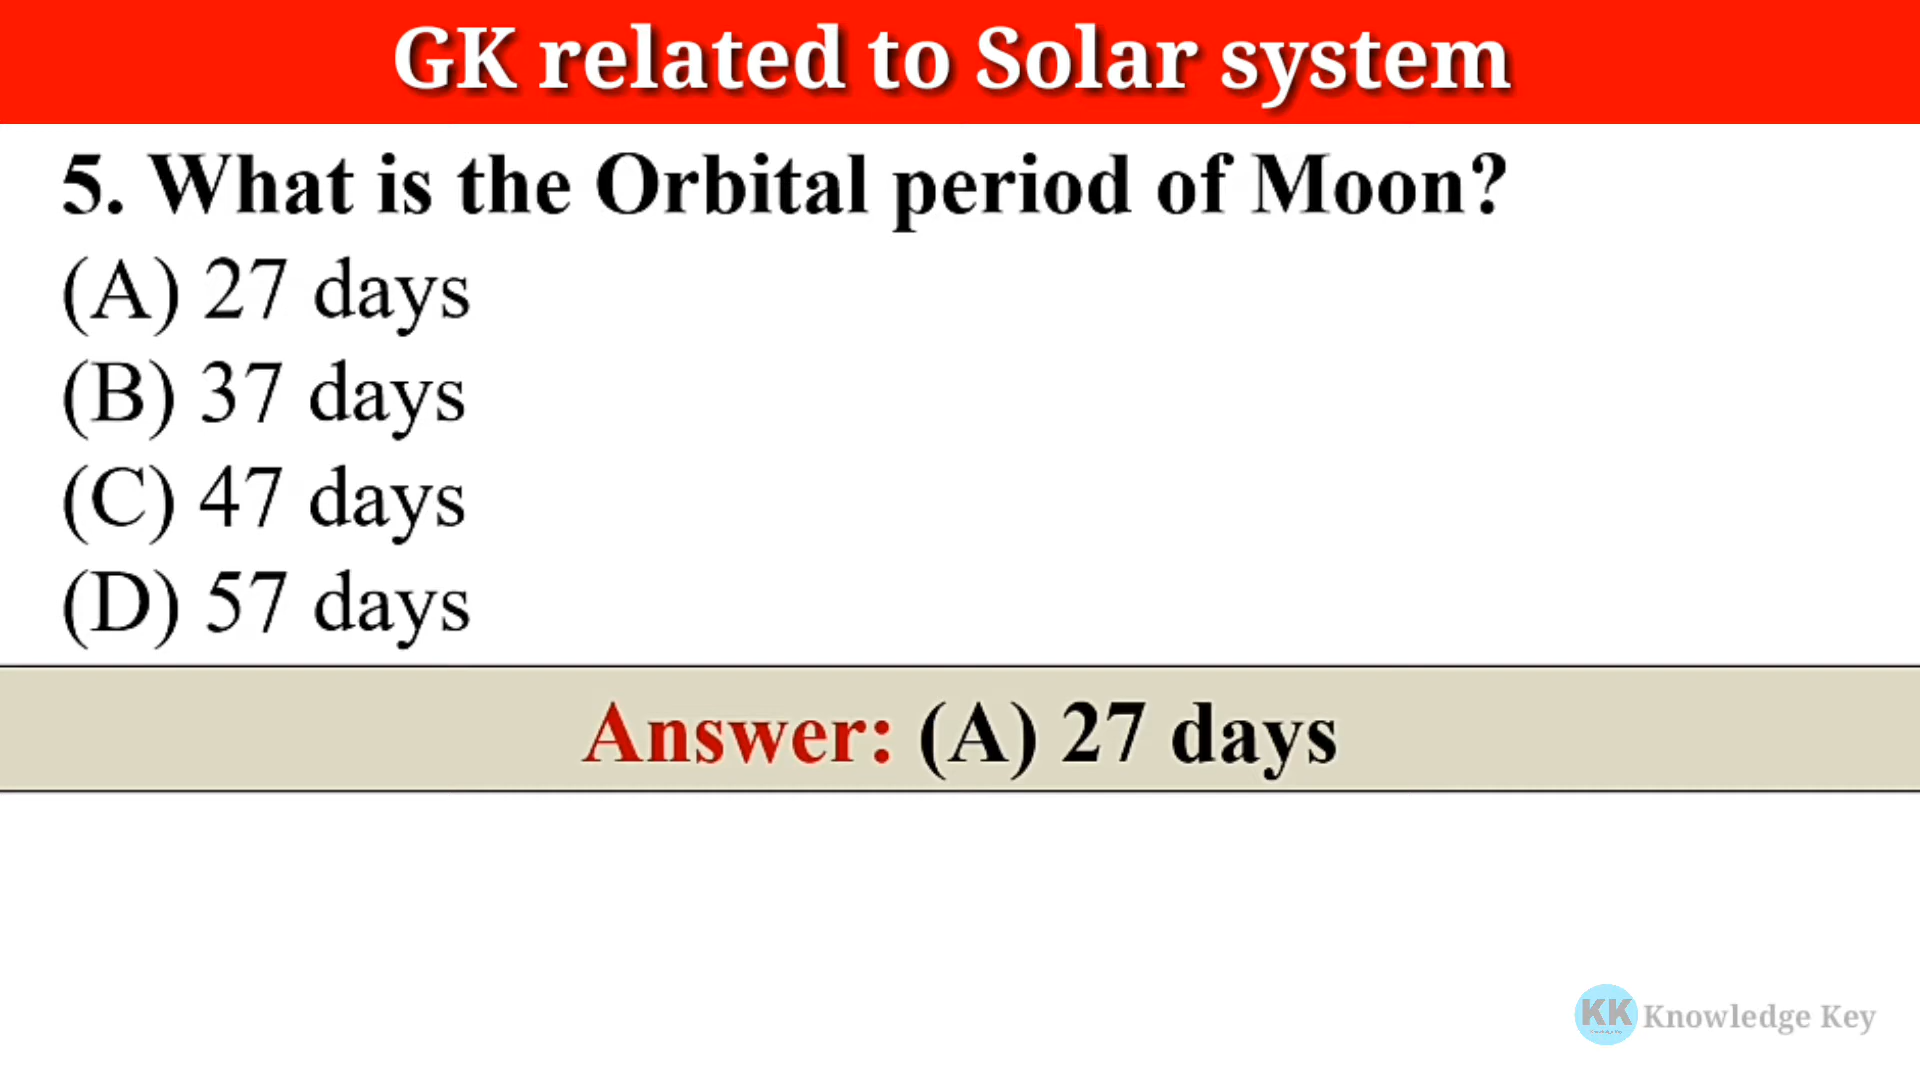 GK related to Solar system
5. What is the Orbital period of Moon?
(A) 27 days
(B) 37 days
(C) 47 days
(D) 57 days
Answer: (A) 27 days
KK Knowledge Key